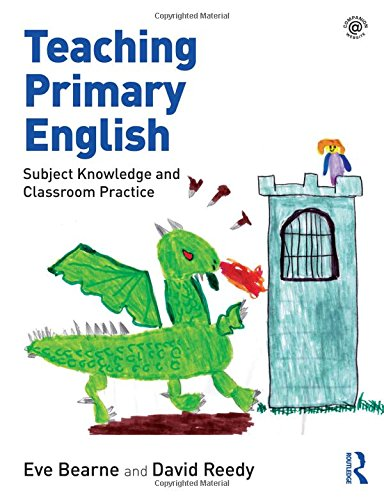 Copyrighted Material
COMPANION
@
WEBSITE
Teaching
Primary
English
Subject Knowledge and
Classroom Practice
Eve Bearne and David Reedy
ROUTLEDGE
Copyrighted Material